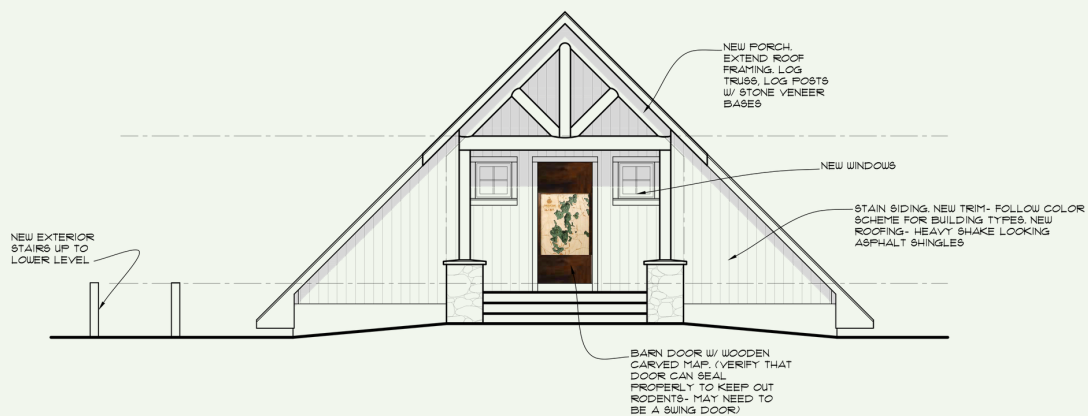 NEW PORCH.
EXTEND ROOF
FRAMING. LOG
TRUSS, LOG POSTS
W/ STONE VENEER
BASES
NEW WINDOWS
STAIN SIDING. NEW TRIM- FOLLOW COLOR
SCHEME FOR BUILDING TYPES. NEW
ROOFING- HEAVY SHAKE LOOKING
ASPHALT SHINGLES
NEW EXTERIOR
STAIRS UP TO
LOWER LEVEL
BARN DOOR W/ WOODEN
CARVED MAP. (VERIFY THAT
DOOR CAN SEAL
PROPERLY TO KEEP OUT
RODENTS- MAY NEED TO
BE A SWING DOOR)